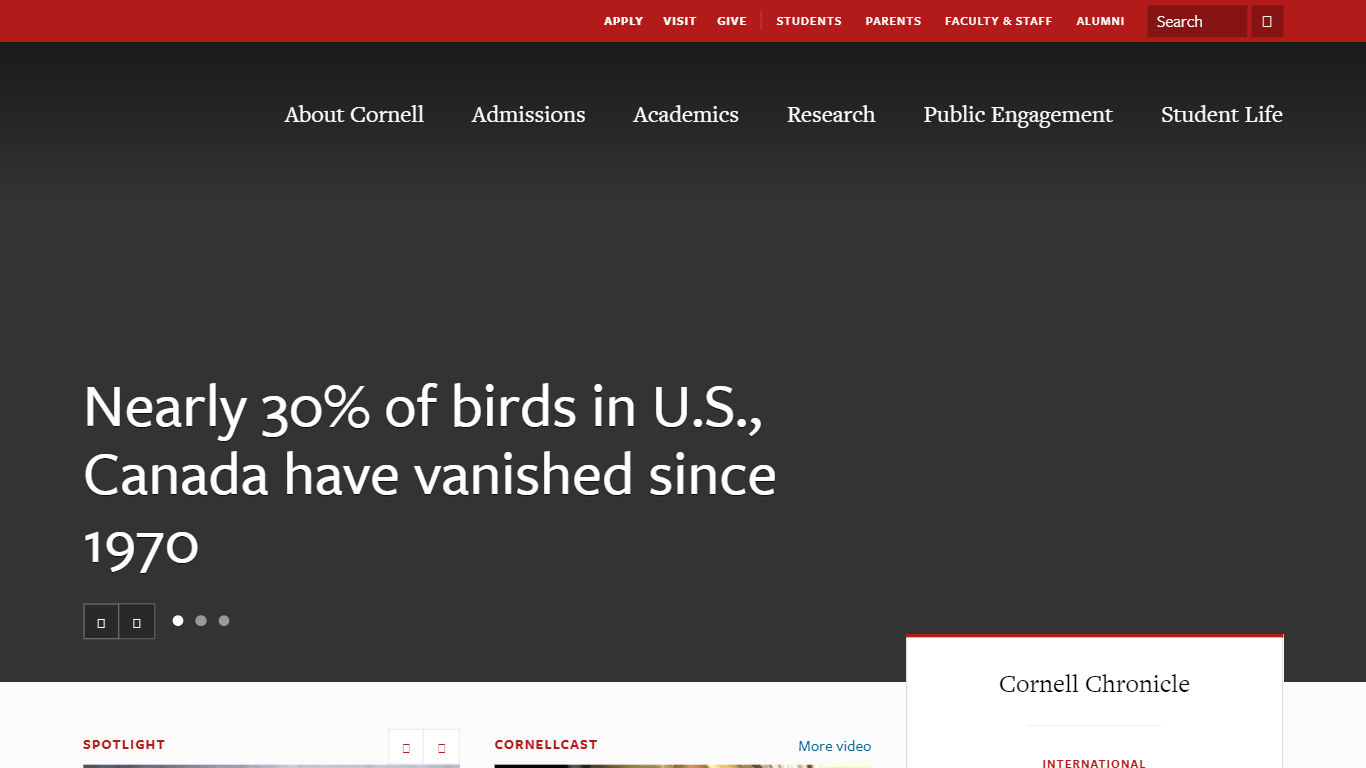 APPLY VISIT GIVE STUDENTS PARENTS FACULTY & STAFF ALUMNI Search
About Cornell Admissions Academics Research Public Engagement Student Life
Nearly 30% of birds in U.S.,
Canada have vanished since
1970
Cornell Chronicle
SPOTLIGHT
CORNELLCAST More video
INTERNATIONAL